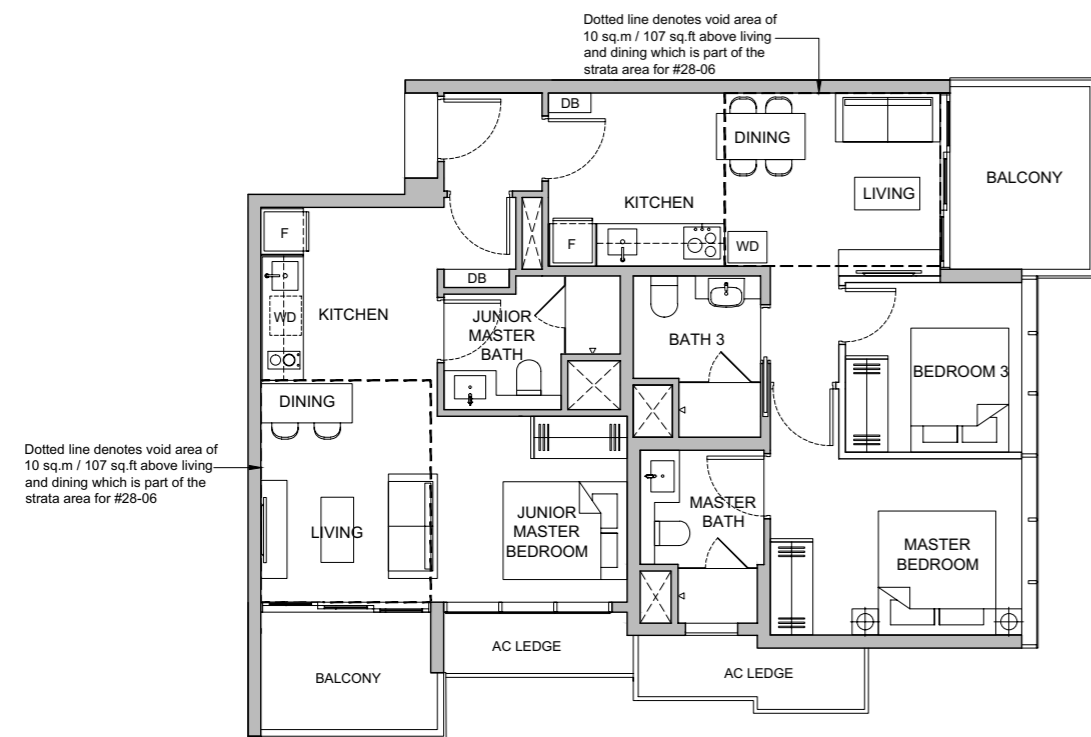 Dotted line denotes void area of
10 sq.m / 107 sq.ft above living
and dining which is part of the
strata area for #28-06
DB
DINING
BALCONY
LIVING
KITCHEN
F
WD
F
DB
WD
KITCHEN
JUNIOR
MASTER
BATH
BATH 3
BEDROOM 3
DINING
Dotted line denotes void area of
10 sq.m / 107 sq.ft above living
and dining which is part of the
strata area for #28-06
LIVING
JUNIOR
MASTER
BEDROOM
MASTER
BATH
MASTER
BEDROOM
AC LEDGE
BALCONY
AC LEDGE